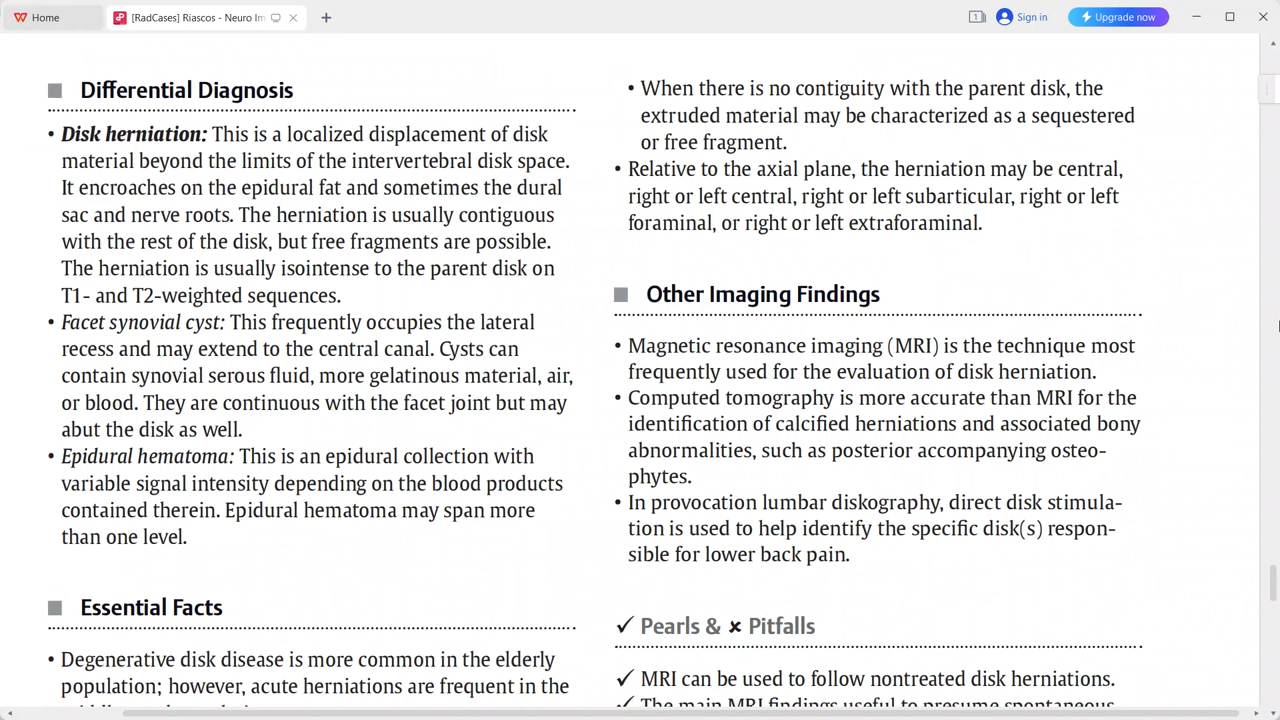 Home
[RadCases] Riascos - Neuro Im
Sign in
Upgrade now
Differential Diagnosis
• Disk herniation: This is a localized displacement of disk
material beyond the limits of the intervertebral disk space.
It encroaches on the epidural fat and sometimes the dural
sac and nerve roots. The herniation is usually contiguous
with the rest of the disk, but free fragments are possible.
The herniation is usually isointense to the parent disk on
T1- and T2-weighted sequences.
• Facet synovial cyst: This frequently occupies the lateral
recess and may extend to the central canal. Cysts can
contain synovial serous fluid, more gelatinous material, air,
or blood. They are continuous with the facet joint but may
abut the disk as well.
• Epidural hematoma: This is an epidural collection with
variable signal intensity depending on the blood products
contained therein. Epidural hematoma may span more
than one level.
Essential Facts
• Degenerative disk disease is more common in the elderly
population; however, acute herniations are frequent in the
• When there is no contiguity with the parent disk, the
extruded material may be characterized as a sequestered
or free fragment.
• Relative to the axial plane, the herniation may be central,
right or left central, right or left subarticular, right or left
foraminal, or right or left extraforaminal.
Other Imaging Findings
• Magnetic resonance imaging (MRI) is the technique most
frequently used for the evaluation of disk herniation.
• Computed tomography is more accurate than MRI for the
identification of calcified herniations and associated bony
abnormalities, such as posterior accompanying osteo-
phytes.
• In provocation lumbar diskography, direct disk stimula-
tion is used to help identify the specific disk(s) respon-
sible for lower back pain.
✓ Pearls & ✘ Pitfalls
✓ MRI can be used to follow nontreated disk herniations.
✓ The main MRI findings useful to presume spontaneous